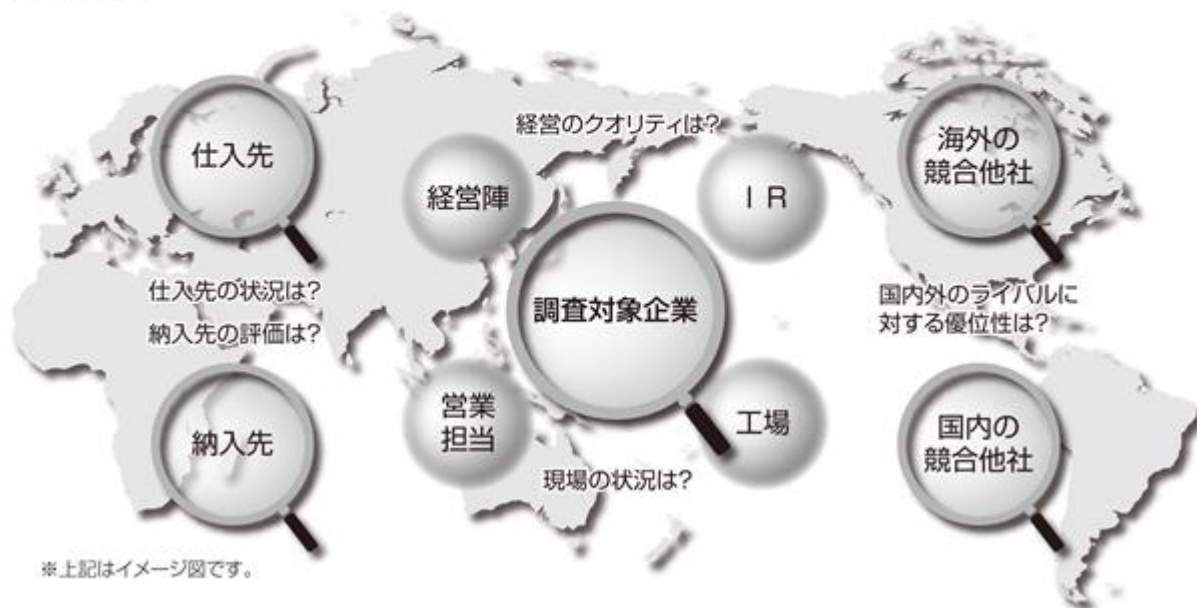 仕入先
経営のクオリティは?
海外の
競合他社
経営陣
IR
仕入先の状況は?
納入先の評価は?
調査対象企業
国内外のライバルに
対する優位性は?
納入先
営業
担当
工場
国内の
競合他社
現場の状況は?
※上記はイメージ図です。